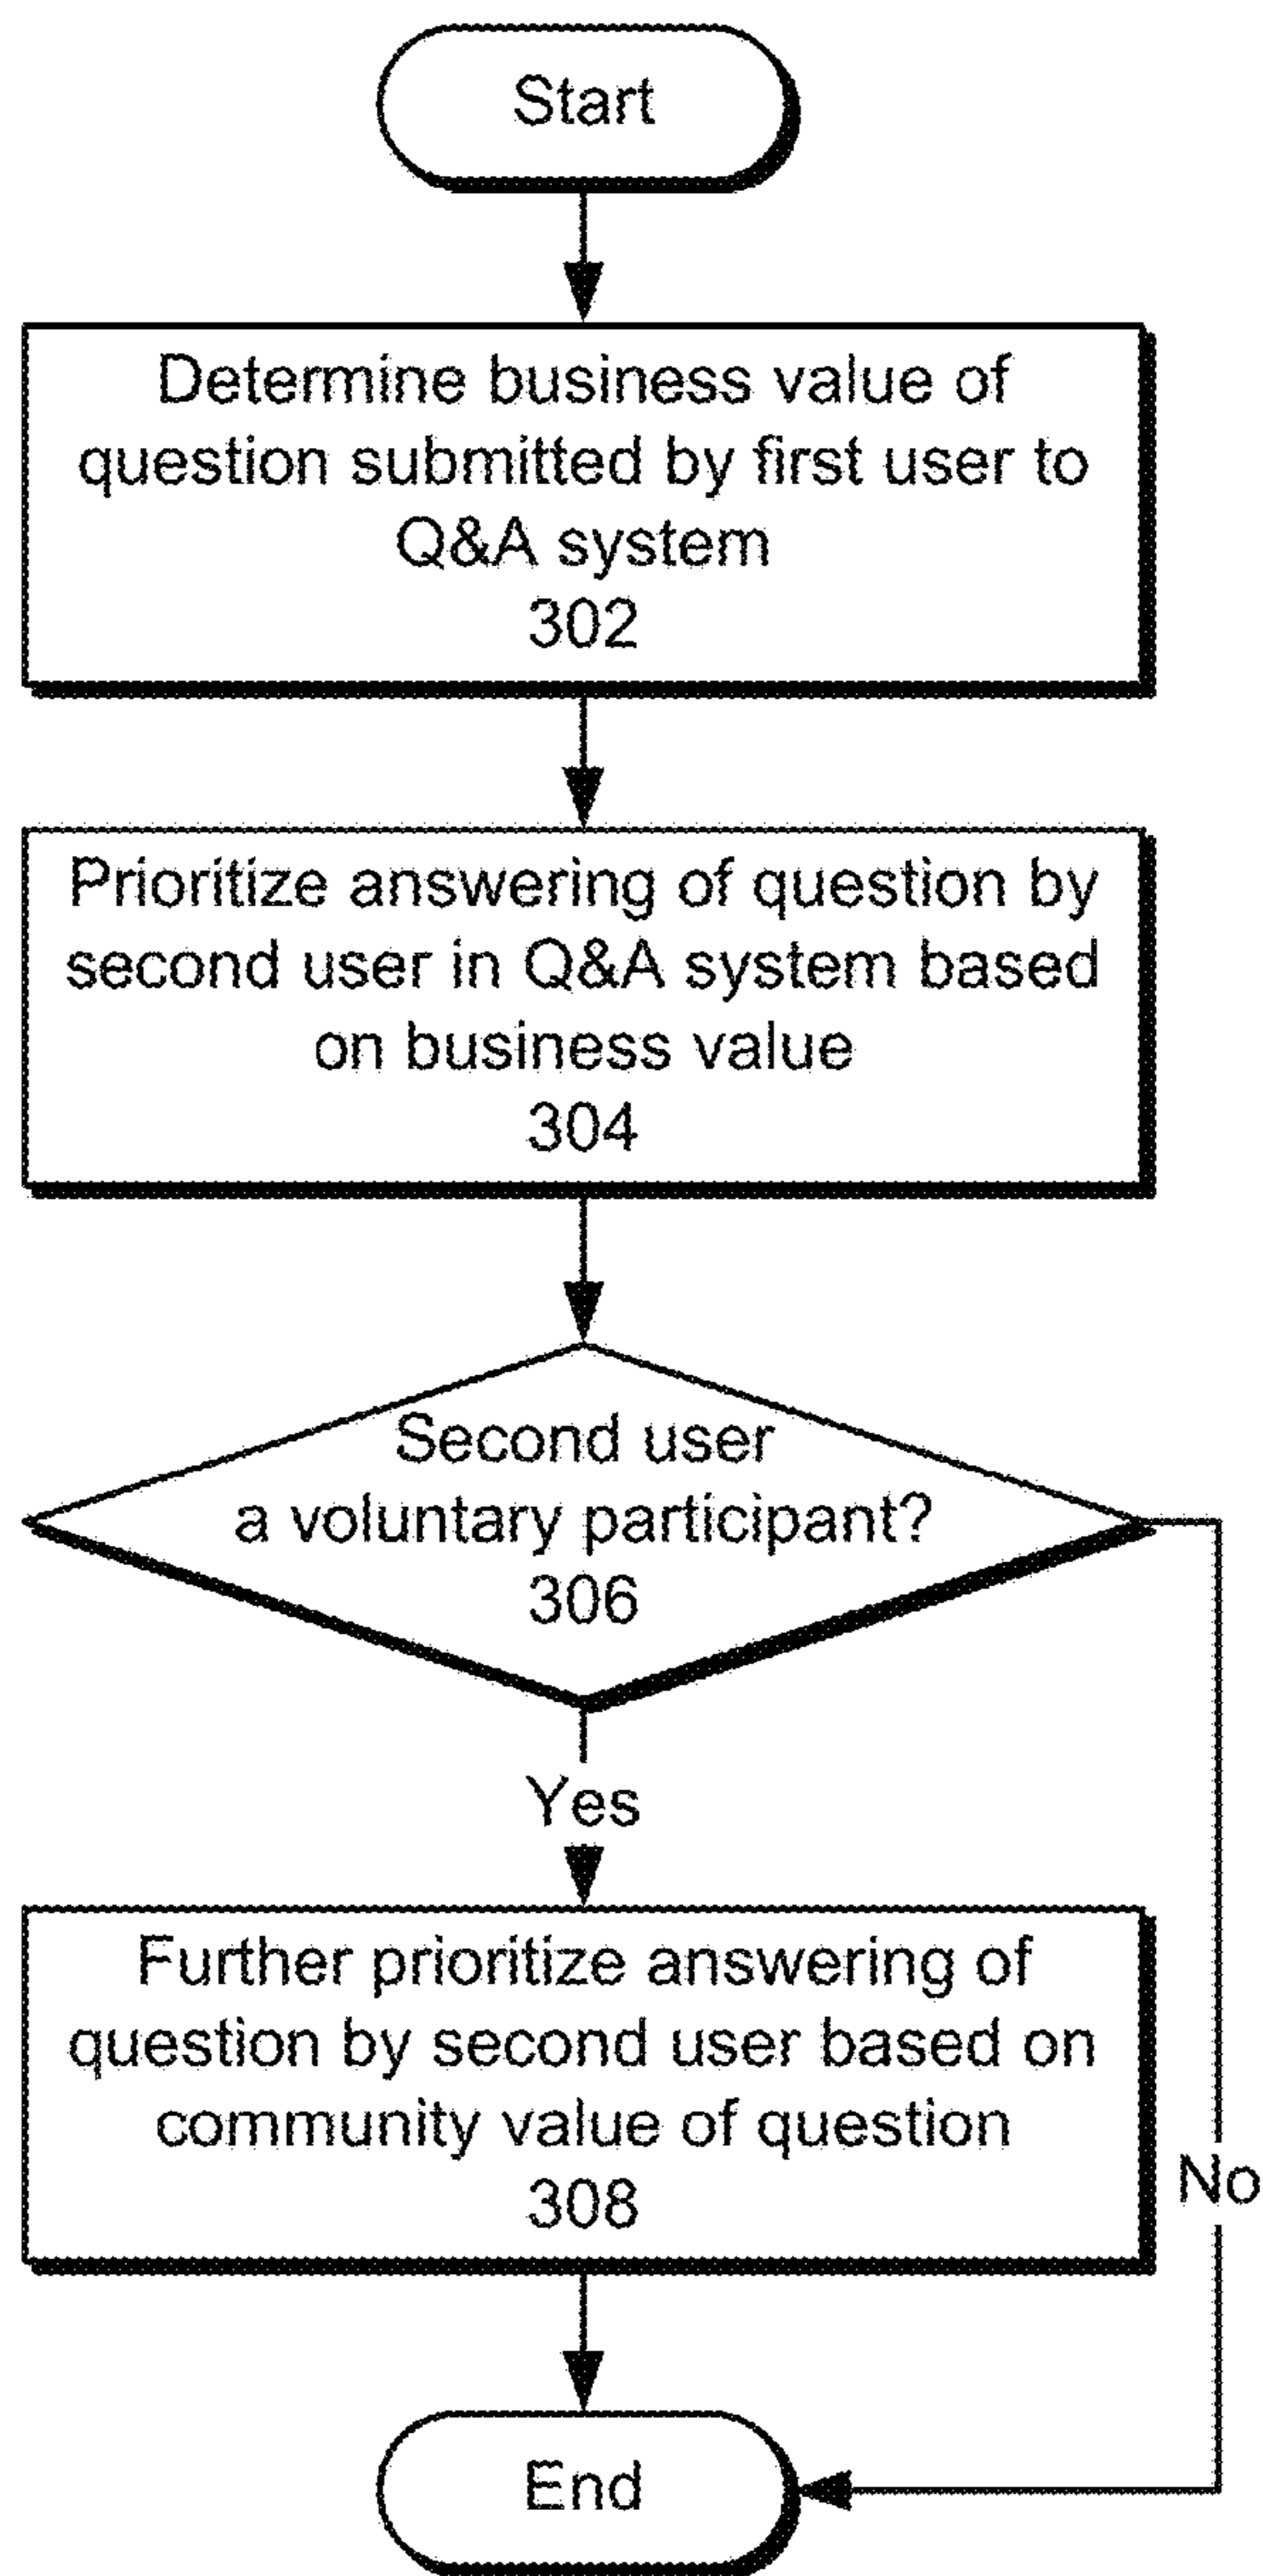 Start
Determine business value of
question submitted by first user to
Q&A system
302
Prioritize answering of question by
second user in Q&A system based
on business value
304
Second user
a voluntary participant?
306
Yes
Further prioritize answering of
question by second user based on
community value of question
308
No
End